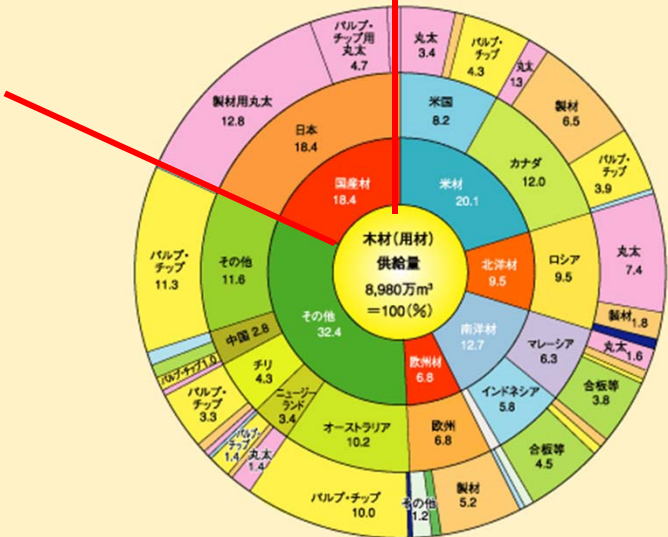 木材(用材)
供給量
8,980万m³
=100(%)
米材
20.1
北洋材
9.5
南洋材
12.7
欧州材
6.8
その他
32.4
国産材
18.4
米国
8.2
カナダ
12.0
ロシア
9.5
マレーシア
6.3
インドネシア
5.8
欧州
6.8
オーストラリア
10.2
ニュージー
ランド
3.4
チリ
4.3
中国 2.8
その他
11.6
日本
18.4
丸太
3.4
パルプ・
チップ
4.3
丸太
1.3
製材
6.5
パルプ・
チップ
3.9
丸太
7.4
製材1.8
丸太1.6
合板等
3.8
合板等
4.5
製材
5.2
その他
1.2
パルプ・チップ
10.0
丸太
1.4
パルプ・
チップ
1.4
パルプ・
チップ
3.3
パルプ・チップ1.0
パルプ・
チップ
11.3
製材用丸太
12.8
パルプ・
チップ用
丸太
4.7